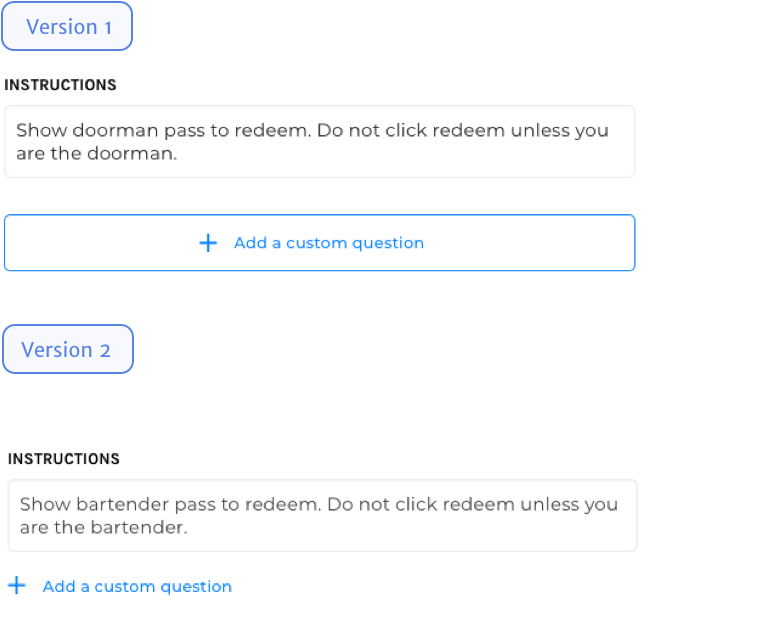 Version 1
INSTRUCTIONS
Show doorman pass to redeem. Do not click redeem unless you
are the doorman.
+ Add a custom question
Version 2
INSTRUCTIONS
Show bartender pass to redeem. Do not click redeem unless you
are the bartender.
+ Add a custom question